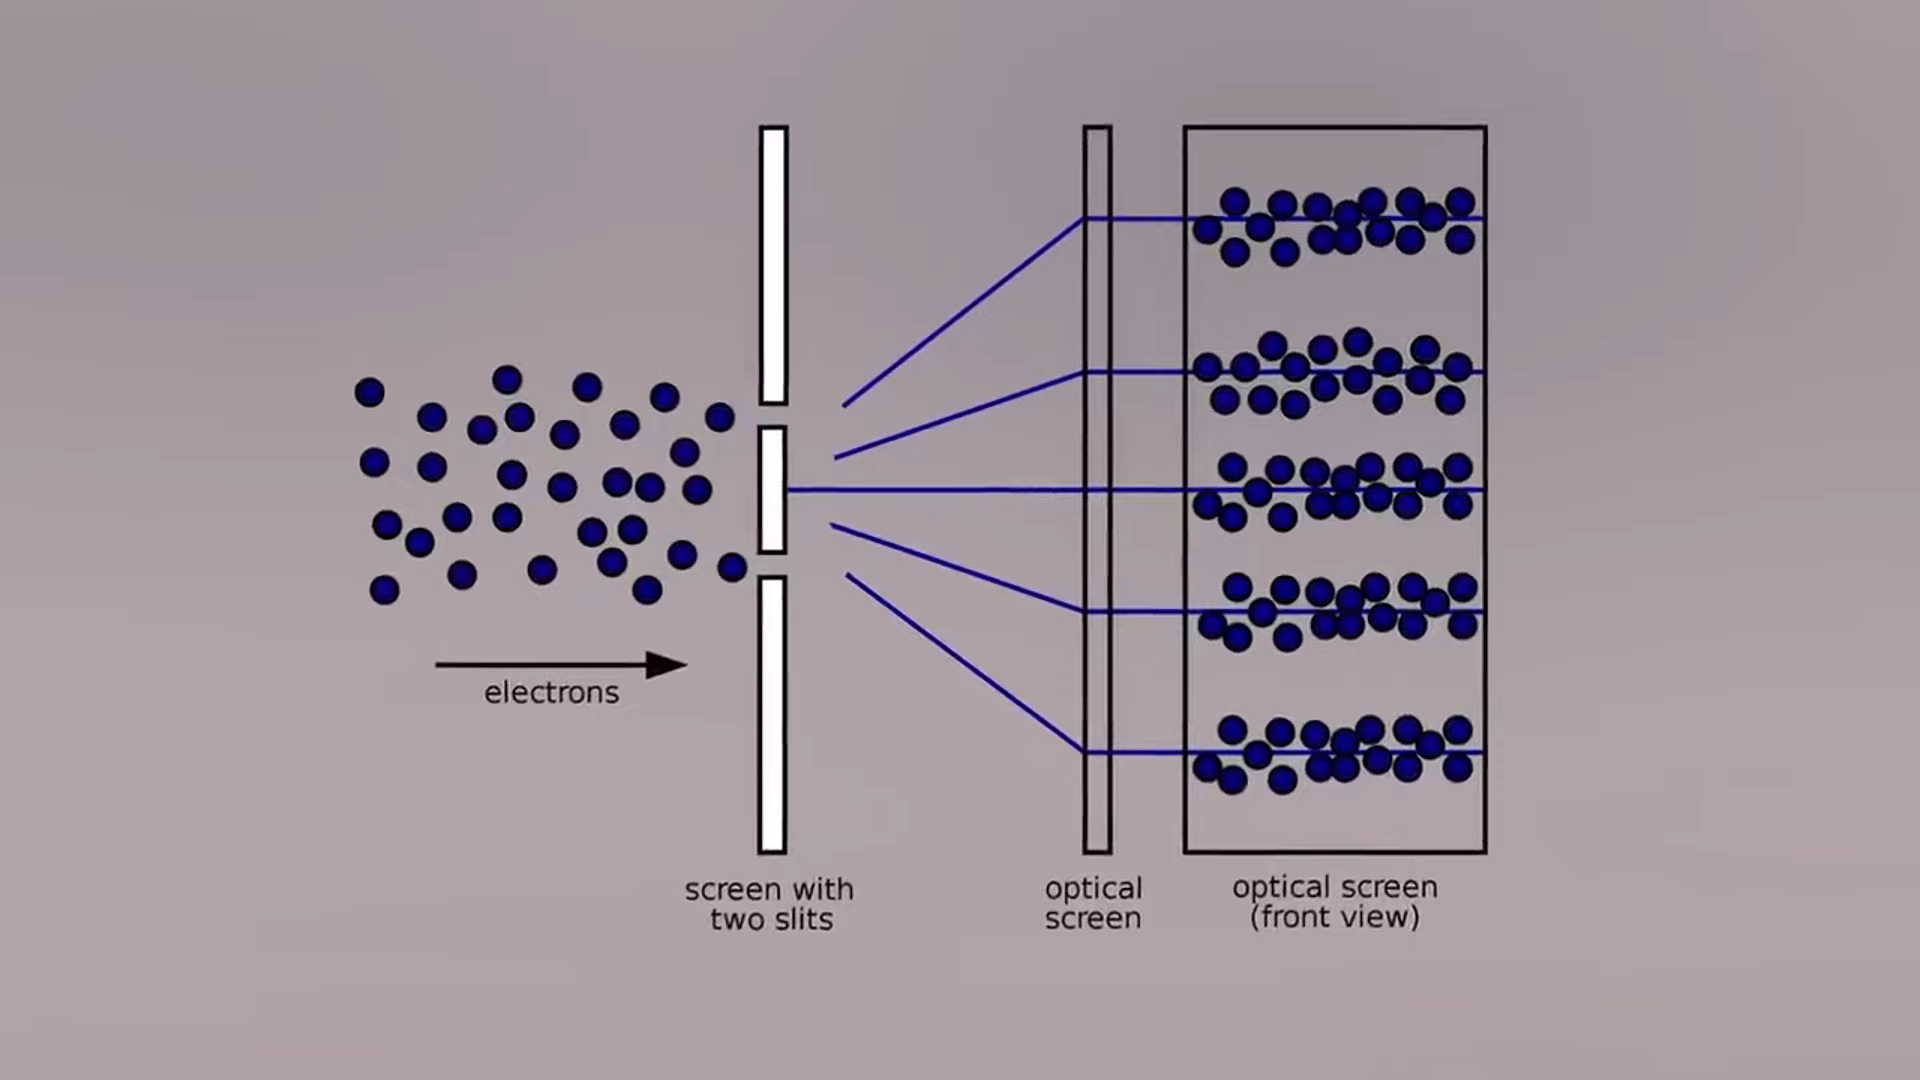 electrons
screen with
two slits
optical
screen
optical screen
(front view)